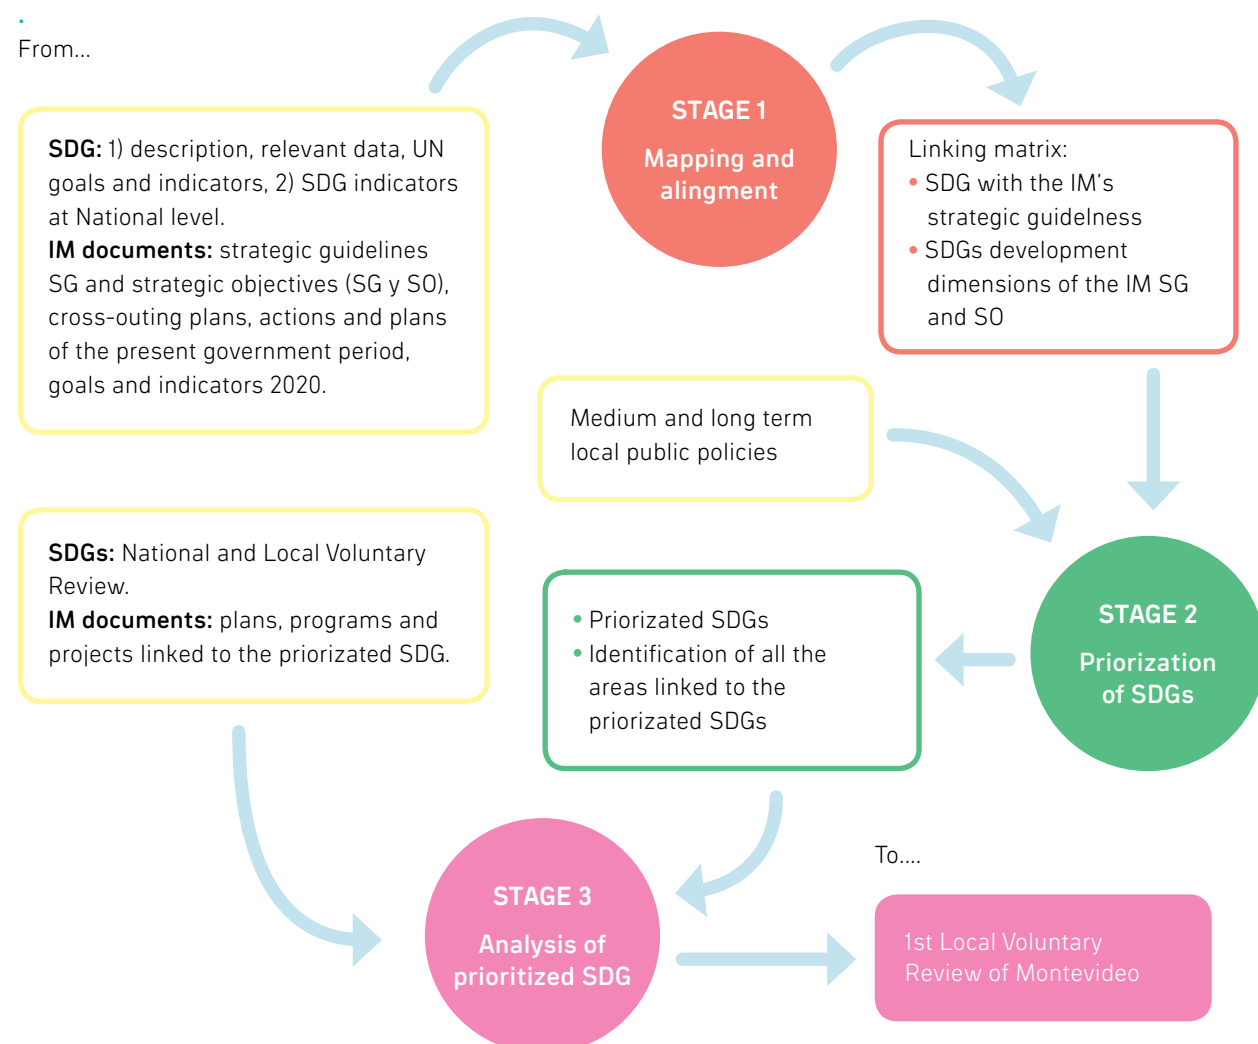 From...
SDG: 1) description, relevant data, UN
goals and indicators, 2) SDG indicators
at National level.
IM documents: strategic guidelines
SG and strategic objectives (SG y SO),
cross-outing plans, actions and plans
of the present government period,
goals and indicators 2020.
STAGE 1
Mapping and
alingment
Linking matrix:
• SDG with the IM's
strategic guidelness
• SDGs development
dimensions of the IM SG
and SO
Medium and long term
local public policies
STAGE 2
Priorization
of SDGs
• Priorizated SDGs
• Identification of all the
areas linked to the
priorizated SDGs
SDGs: National and Local Voluntary
Review.
IM documents: plans, programs and
projects linked to the priorizated SDG.
STAGE 3
Analysis of
prioritized SDG
To....
1st Local Voluntary
Review of Montevideo